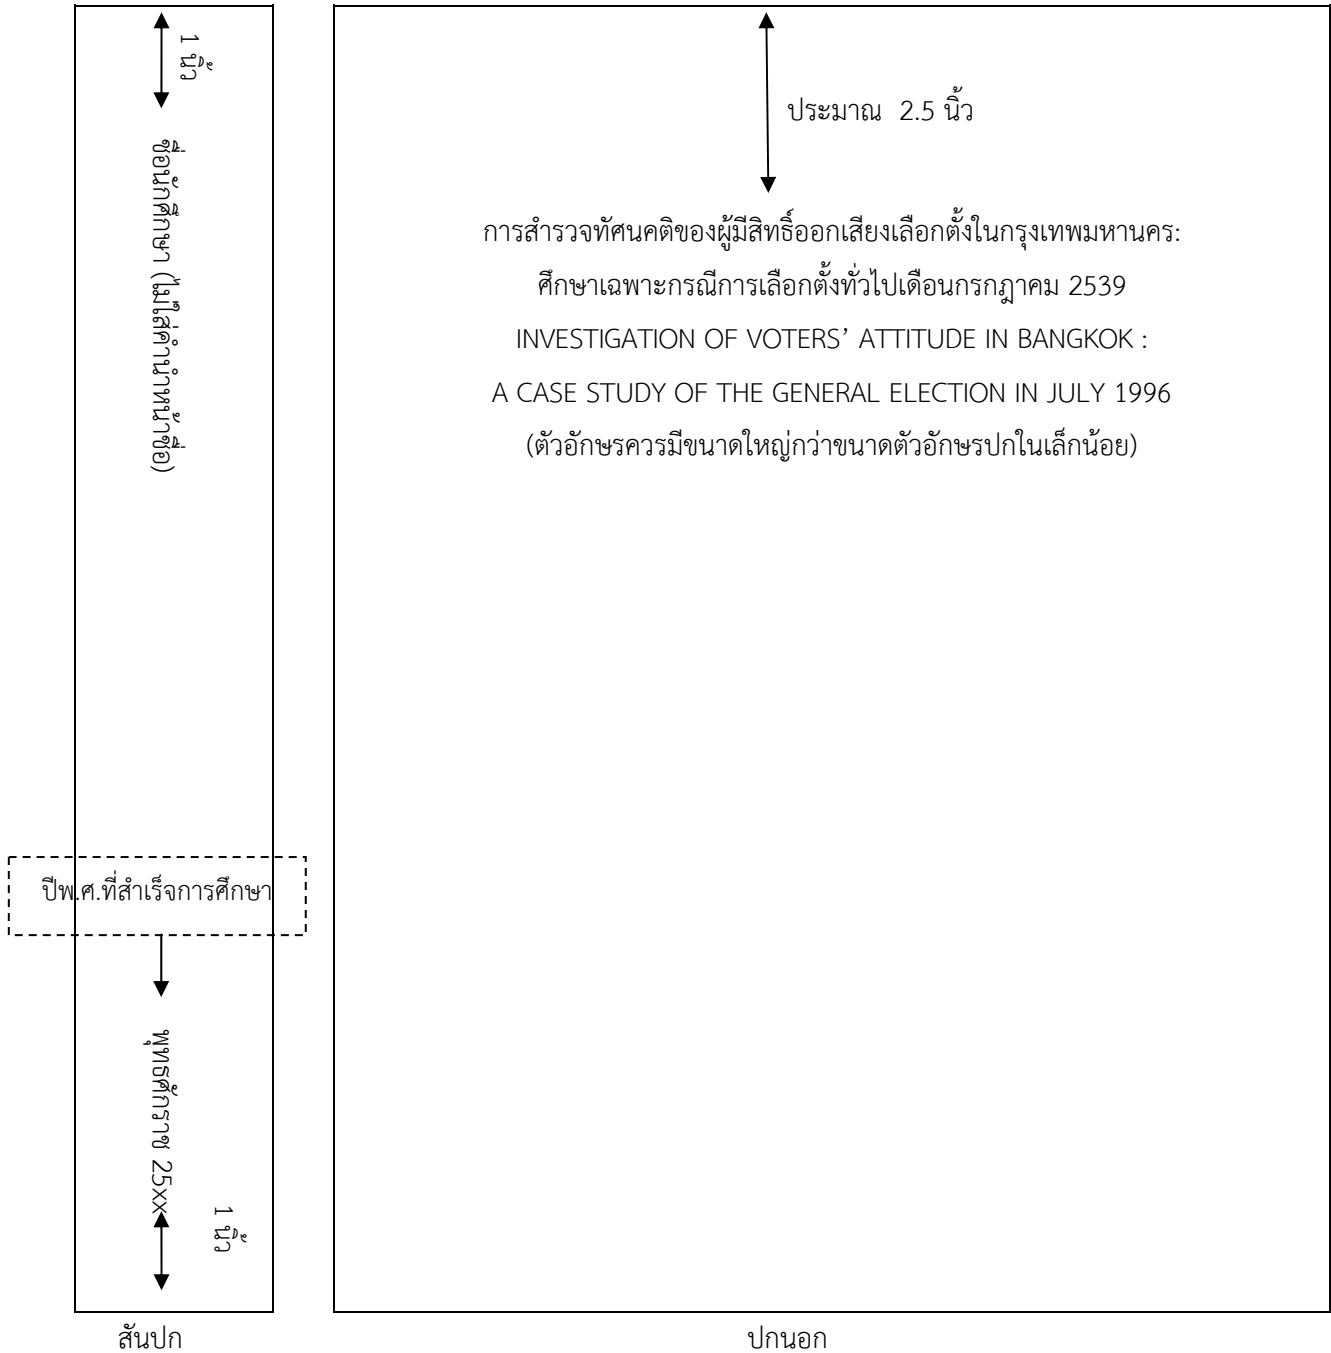 1 นิ้ว
ชื่อนักศึกษา (ไม่ใส่คำนำหน้าชื่อ)
ปีพ.ศ.ที่สำเร็จการศึกษา
พุทธศักราช 25xx
1 นิ้ว
สันปก
ประมาณ 2.5 นิ้ว
การสำรวจทัศนคติของผู้มีสิทธิ์ออกเสียงเลือกตั้งในกรุงเทพมหานคร:
ศึกษาเฉพาะกรณีการเลือกตั้งทั่วไปเดือนกรกฎาคม 2539
INVESTIGATION OF VOTERS’ ATTITUDE IN BANGKOK :
A CASE STUDY OF THE GENERAL ELECTION IN JULY 1996
(ตัวอักษรควรมีขนาดใหญ่กว่าขนาดตัวอักษรปกในเล็กน้อย)
ปกนอก